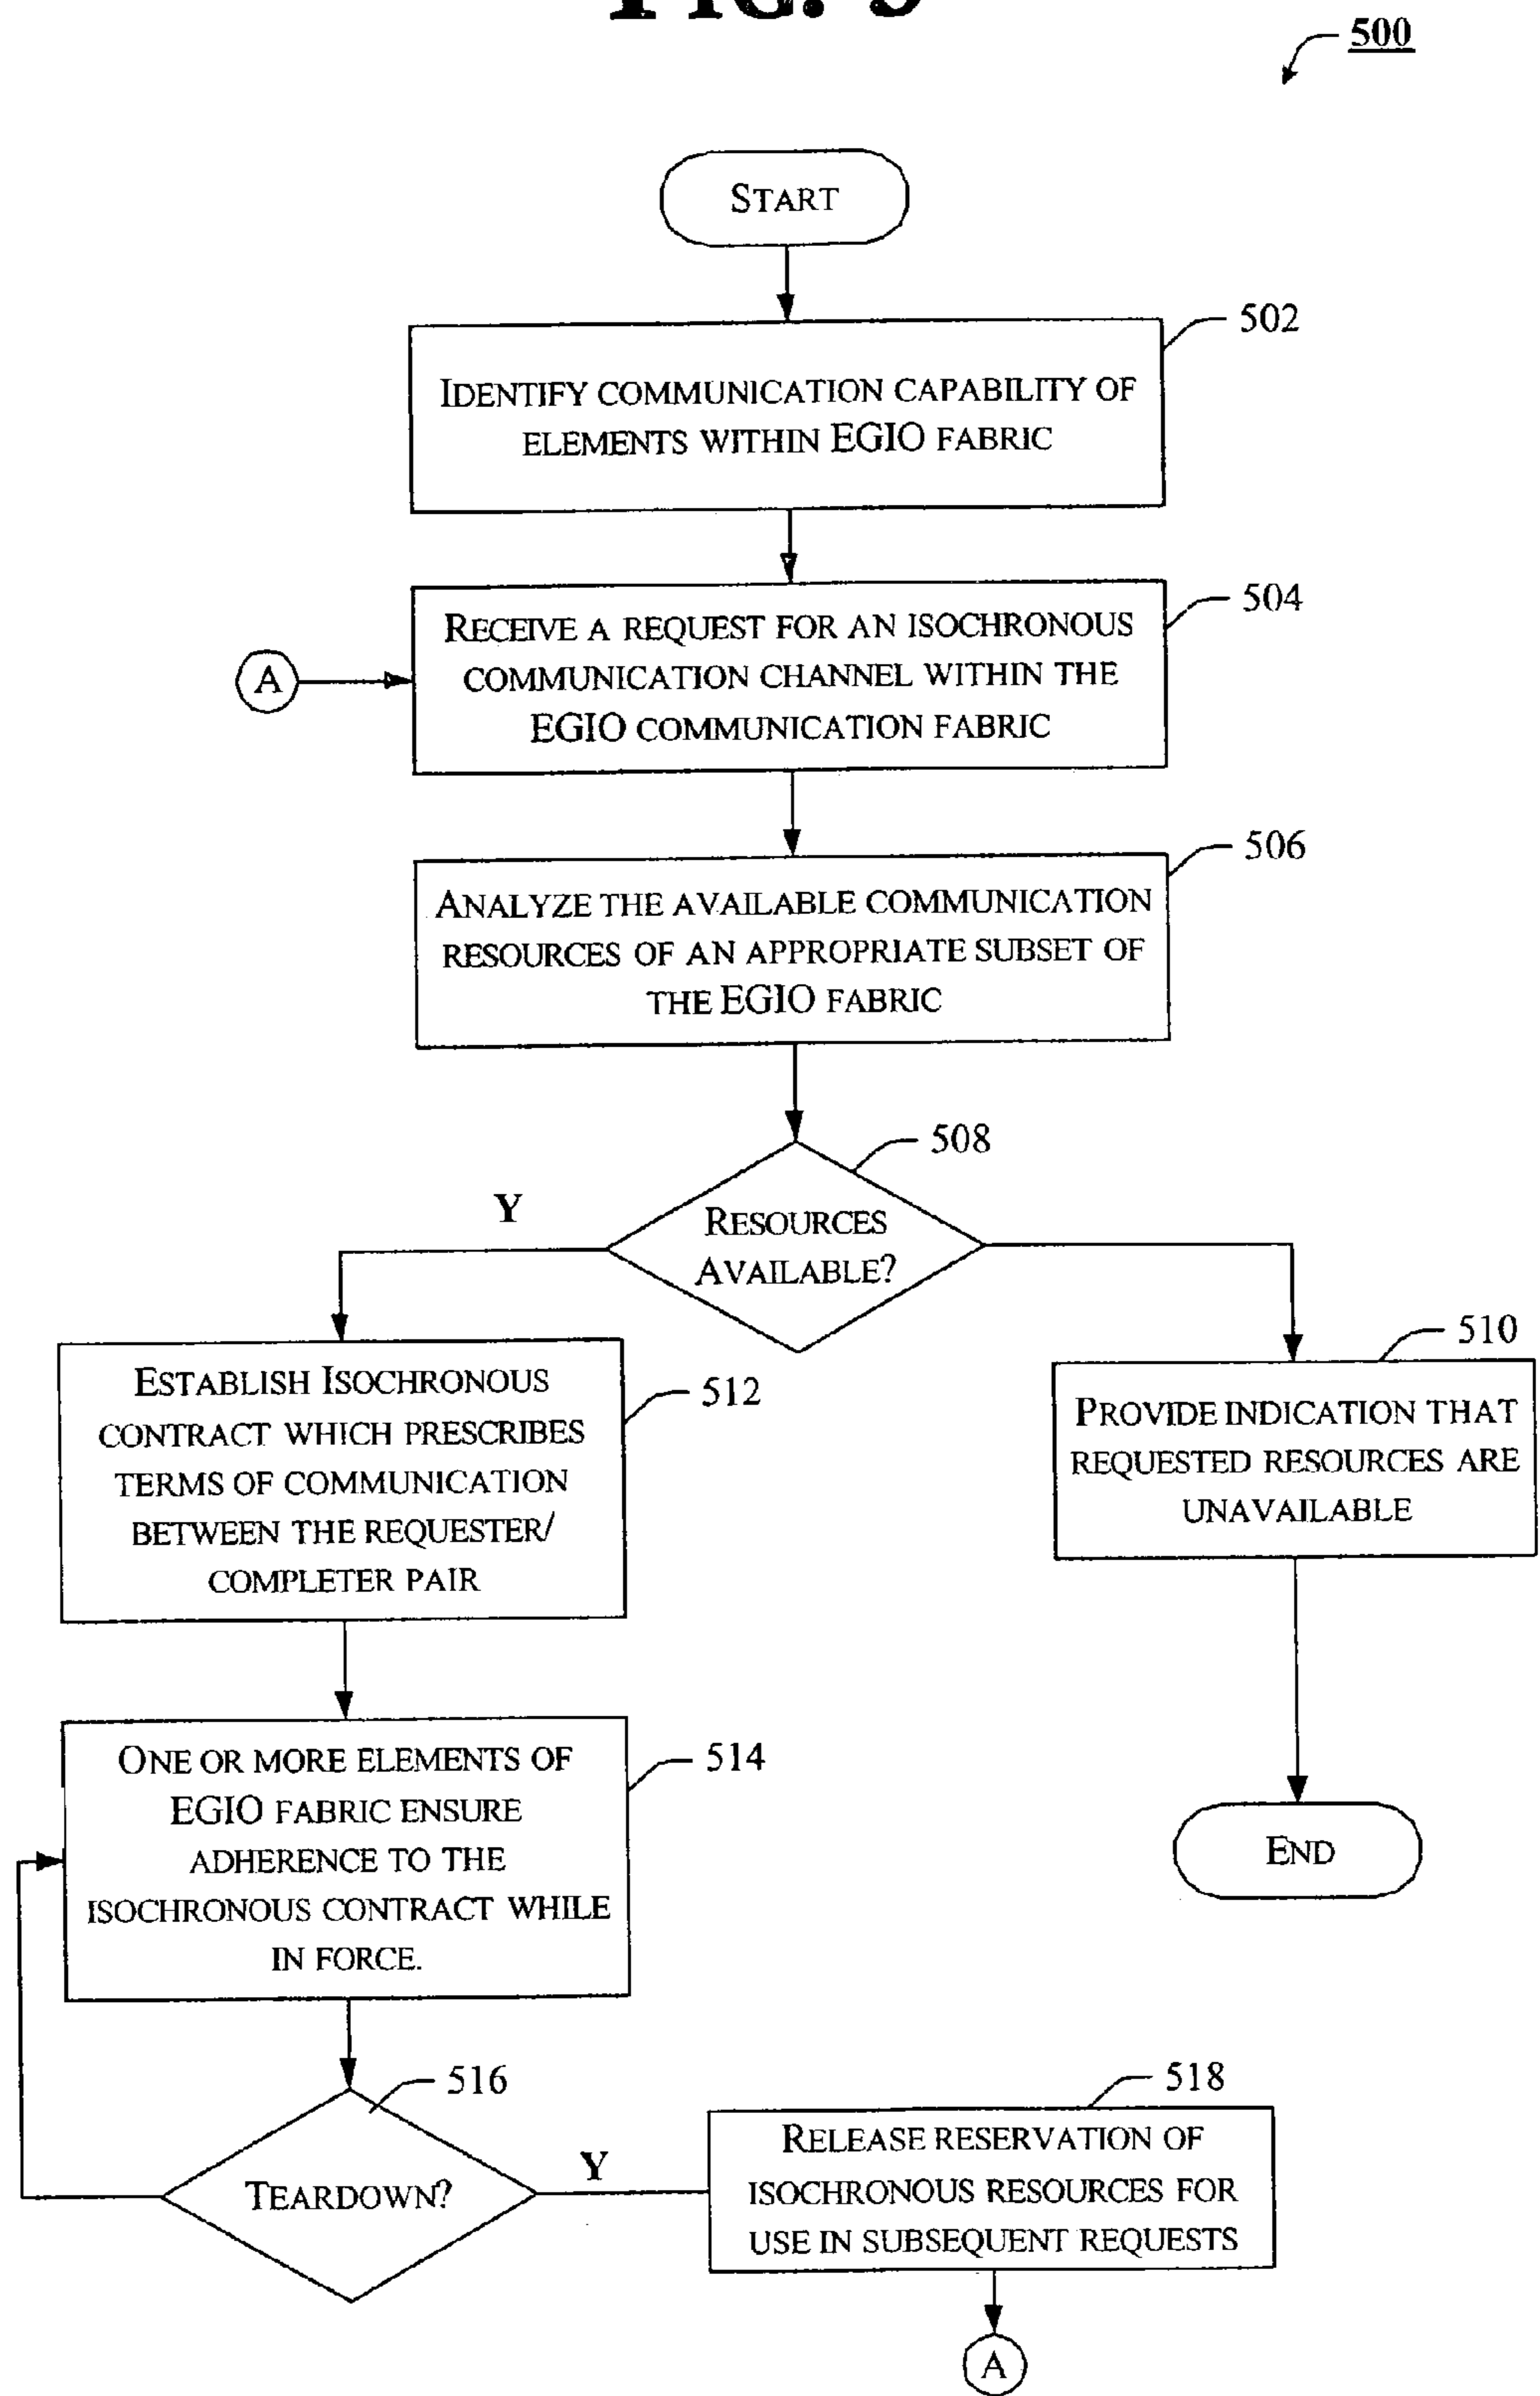 FIG. 5
500
START
502
IDENTIFY COMMUNICATION CAPABILITY OF
ELEMENTS WITHIN EGIO FABRIC
504
RECEIVE A REQUEST FOR AN ISOCHRONOUS
COMMUNICATION CHANNEL WITHIN THE
EGIO COMMUNICATION FABRIC
A
506
ANALYZE THE AVAILABLE COMMUNICATION
RESOURCES OF AN APPROPRIATE SUBSET OF
THE EGIO FABRIC
508
Y
RESOURCES
AVAILABLE?
510
PROVIDE INDICATION THAT
REQUESTED RESOURCES ARE
UNAVAILABLE
512
ESTABLISH ISOCHRONOUS
CONTRACT WHICH PRESCRIBES
TERMS OF COMMUNICATION
BETWEEN THE REQUESTER/
COMPLETER PAIR
514
ONE OR MORE ELEMENTS OF
EGIO FABRIC ENSURE
ADHERENCE TO THE
ISOCHRONOUS CONTRACT WHILE
IN FORCE.
END
516
TEARDOWN?
Y
518
RELEASE RESERVATION OF
ISOCHRONOUS RESOURCES FOR
USE IN SUBSEQUENT REQUESTS
A